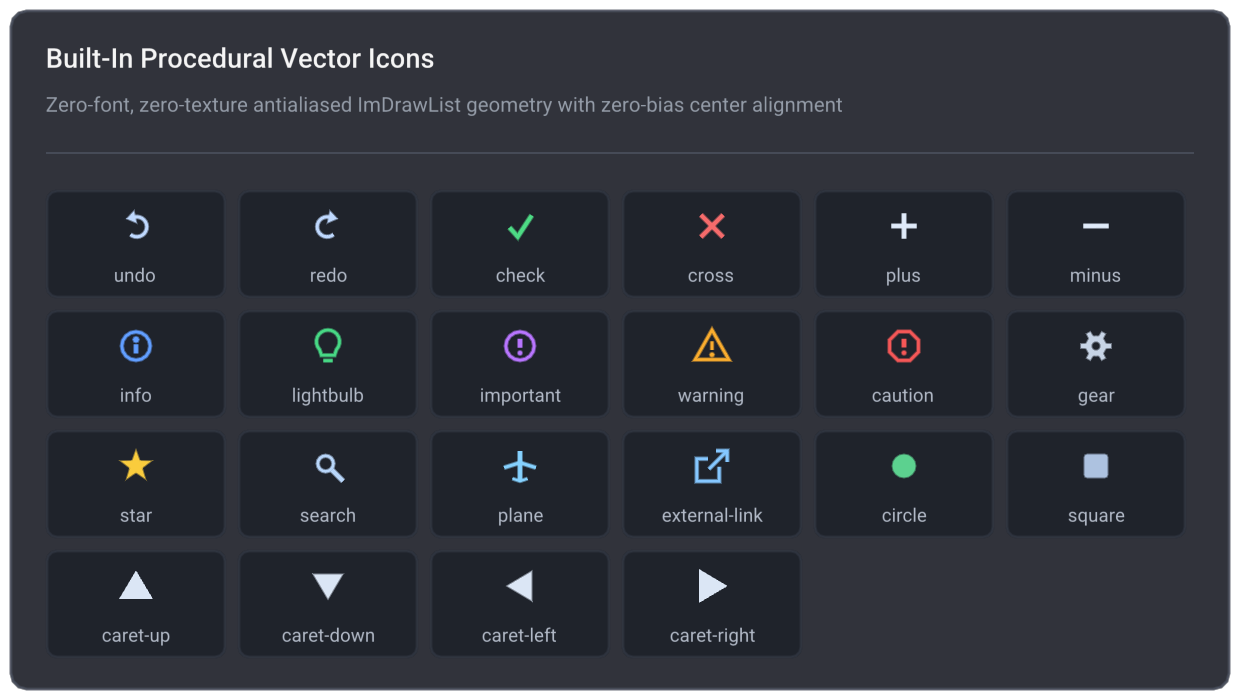 Built-In Procedural Vector Icons
Zero-font, zero-texture antialiased ImDrawList geometry with zero-bias center alignment
undo redo check cross plus minus
info lightbulb important warning caution gear
star search plane external-link circle square
caret-up caret-down caret-left caret-right